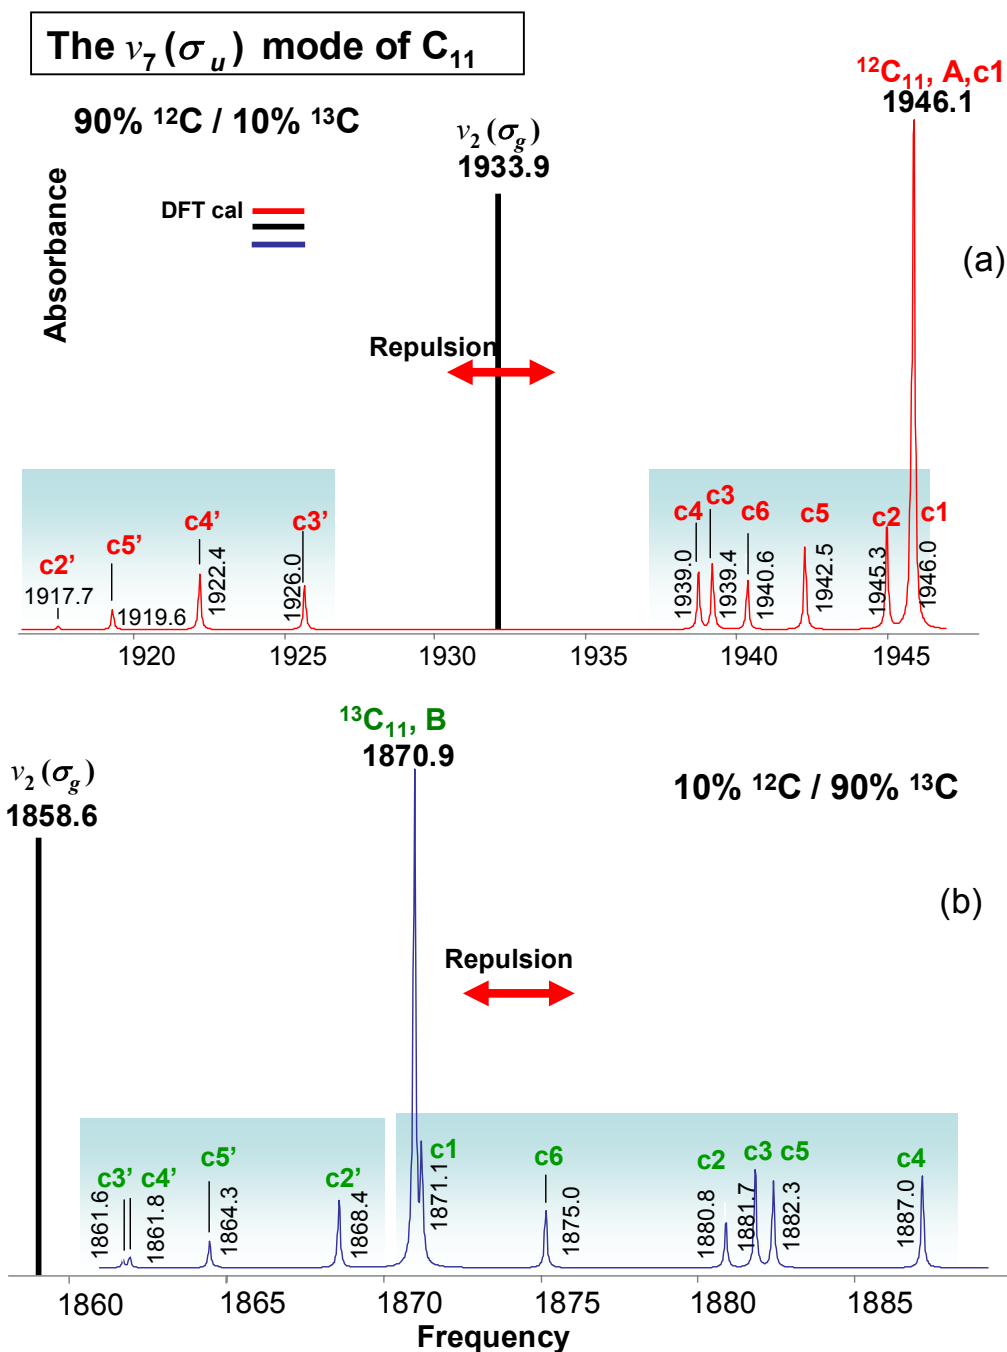 The ν₇(σᵤ) mode of C₁₁
90% ¹²C / 10% ¹³C
ν₂(σ_g)
1933.9
¹²C₁₁, A,c1
1946.1
Absorbance
DFT cal
(a)
Repulsion
c2'
1917.7
c5'
1919.6
c4'
1922.4
c3'
1926.0
c4
1939.0
c3
1939.4
c6
1940.6
c5
1942.5
c2
1945.3
c1
1946.0
1920 1925 1930 1935 1940 1945
¹³C₁₁, B
1870.9
ν₂(σ_g)
1858.6
10% ¹²C / 90% ¹³C
(b)
Repulsion
c3'
1861.6
c4'
1861.8
c5'
1864.3
c2'
1868.4
c1
1871.1
c6
1875.0
c2
1880.8
c3
1881.7
c5
1882.3
c4
1887.0
1860 1865 1870 1875 1880 1885
Frequency